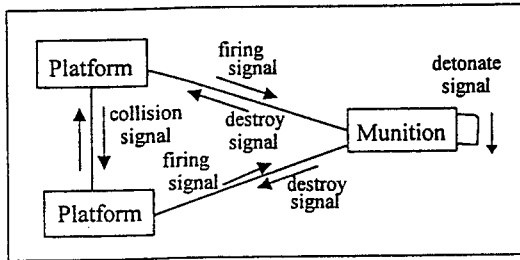 Platform
firing
signal
detonate
signal
collision
signal
destroy
signal
Munition
firing
signal
destroy
signal
Platform